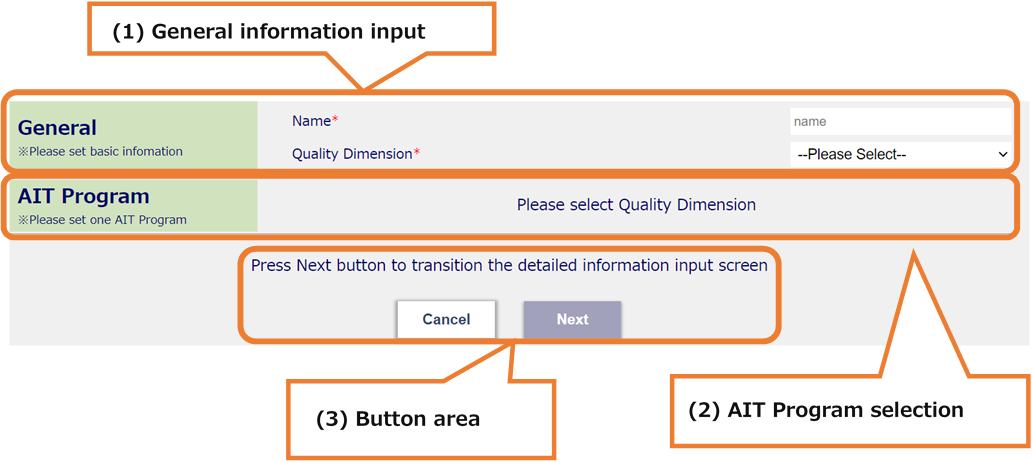 (1) General information input
General
※Please set basic infomation
Name*
name
Quality Dimension*
--Please Select--
AIT Program
※Please set one AIT Program
Please select Quality Dimension
Press Next button to transition the detailed information input screen
Cancel
Next
(3) Button area
(2) AIT Program selection